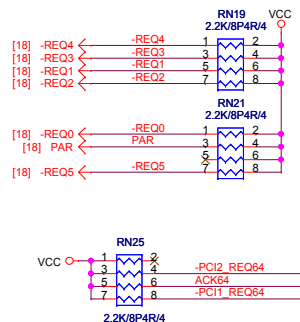 RN19 VCC
2.2K/8P4R/4
[18] -REQ4 -REQ4 1 2
[18] -REQ3 -REQ3 3 4
[18] -REQ1 -REQ1 5 6
[18] -REQ2 -REQ2 7 8
RN21
2.2K/8P4R/4
[18] -REQ0 -REQ0 1 2
[18] PAR PAR 3 4
5 6
[18] -REQ5 -REQ5 7 8
RN25
VCC 1 2
3 4 -PCI2_REQ64
5 6 ACK64
7 8 -PCI1_REQ64
2.2K/8P4R/4